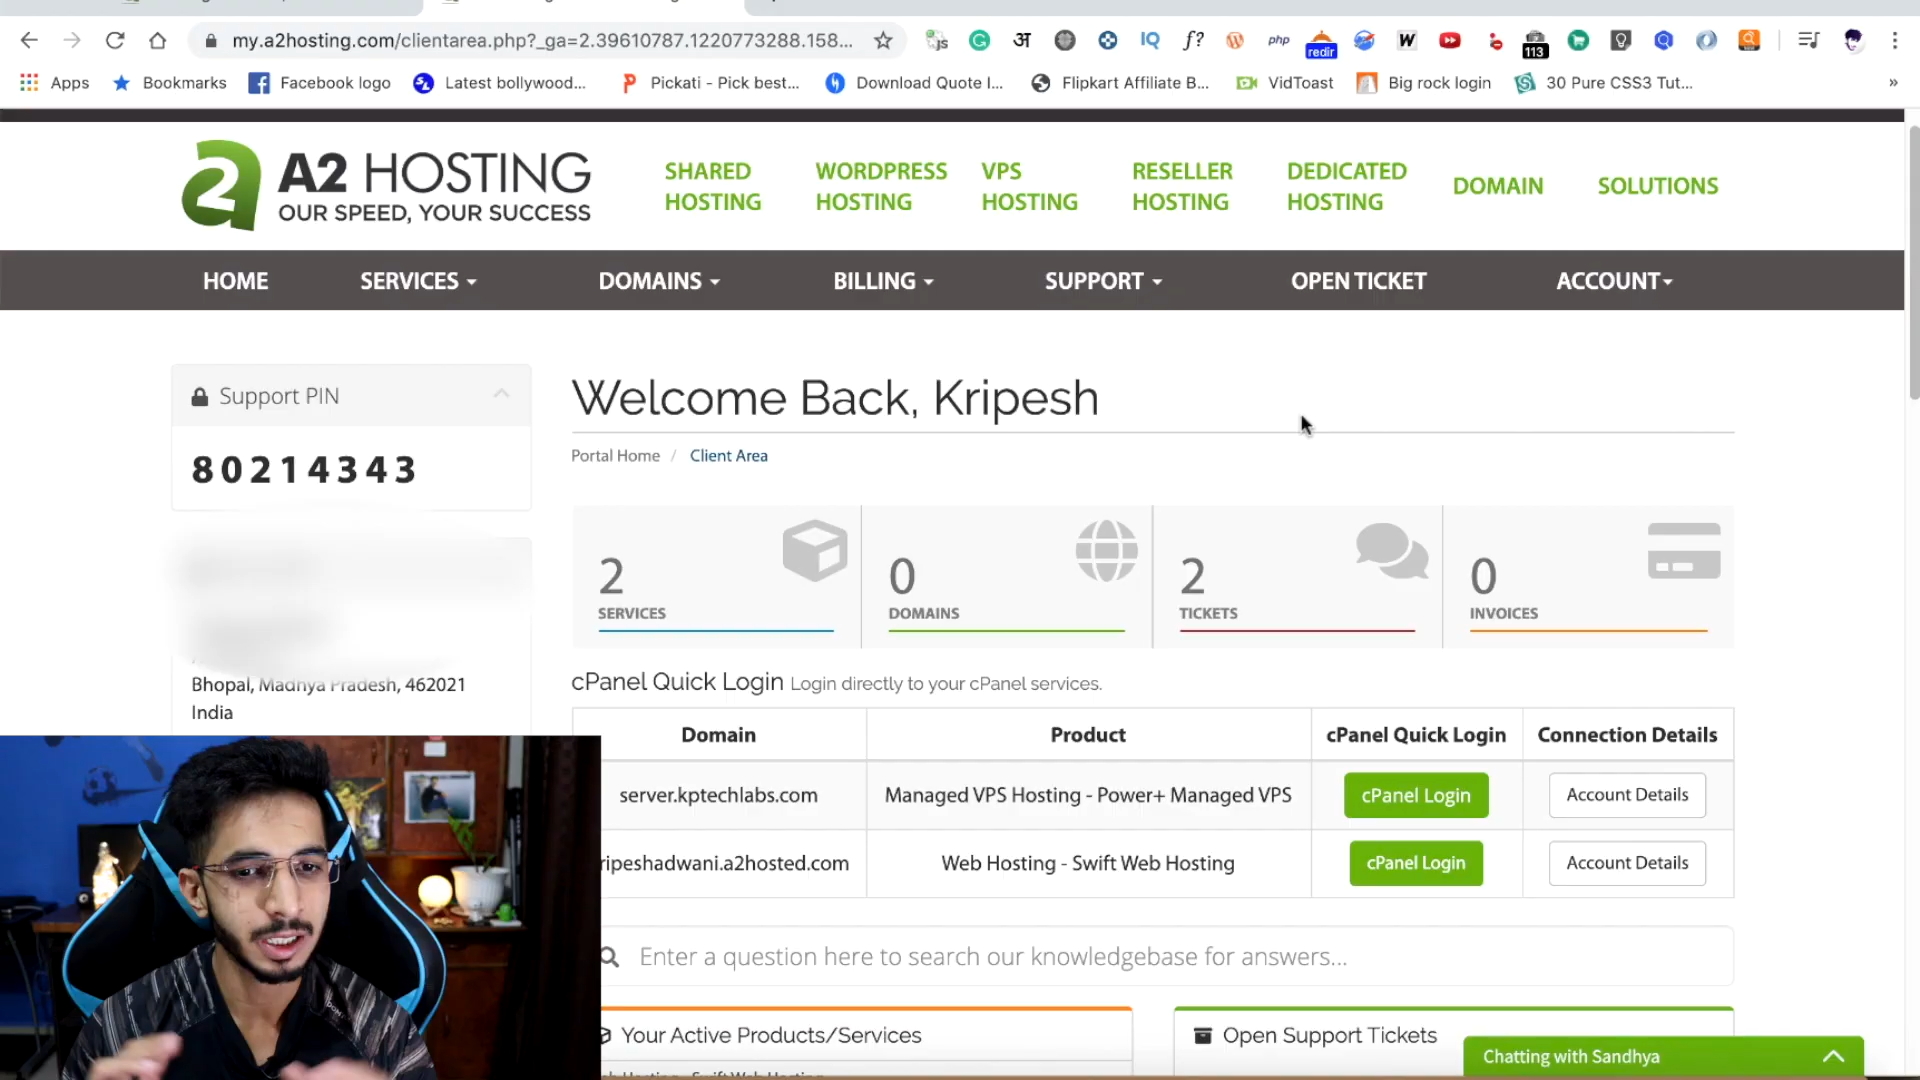 my.a2hosting.com/clientarea.php?_ga=2.39610787.1220773288.158...
JS
अ
IQ
f?
php
redir
W
113
Apps
Bookmarks
Facebook logo
Latest bollywood...
Pickati - Pick best...
Download Quote I...
Flipkart Affiliate B...
VidToast
Big rock login
30 Pure CSS3 Tut...
»
A2 HOSTING
OUR SPEED, YOUR SUCCESS
SHARED
HOSTING
WORDPRESS
HOSTING
VPS
HOSTING
RESELLER
HOSTING
DEDICATED
HOSTING
DOMAIN
SOLUTIONS
HOME
SERVICES
DOMAINS
BILLING
SUPPORT
OPEN TICKET
ACCOUNT
Support PIN
80214343
Bhopal, Madhya Pradesh, 462021
India
Welcome Back, Kripesh
Portal Home / Client Area
2
SERVICES
0
DOMAINS
2
TICKETS
0
INVOICES
cPanel Quick Login Login directly to your cPanel services.
Domain Product cPanel Quick Login Connection Details
server.kptechlabs.com Managed VPS Hosting - Power+ Managed VPS cPanel Login Account Details
ripeshadwani.a2hosted.com Web Hosting - Swift Web Hosting cPanel Login Account Details
Enter a question here to search our knowledgebase for answers...
Your Active Products/Services
Open Support Tickets
Chatting with Sandhya